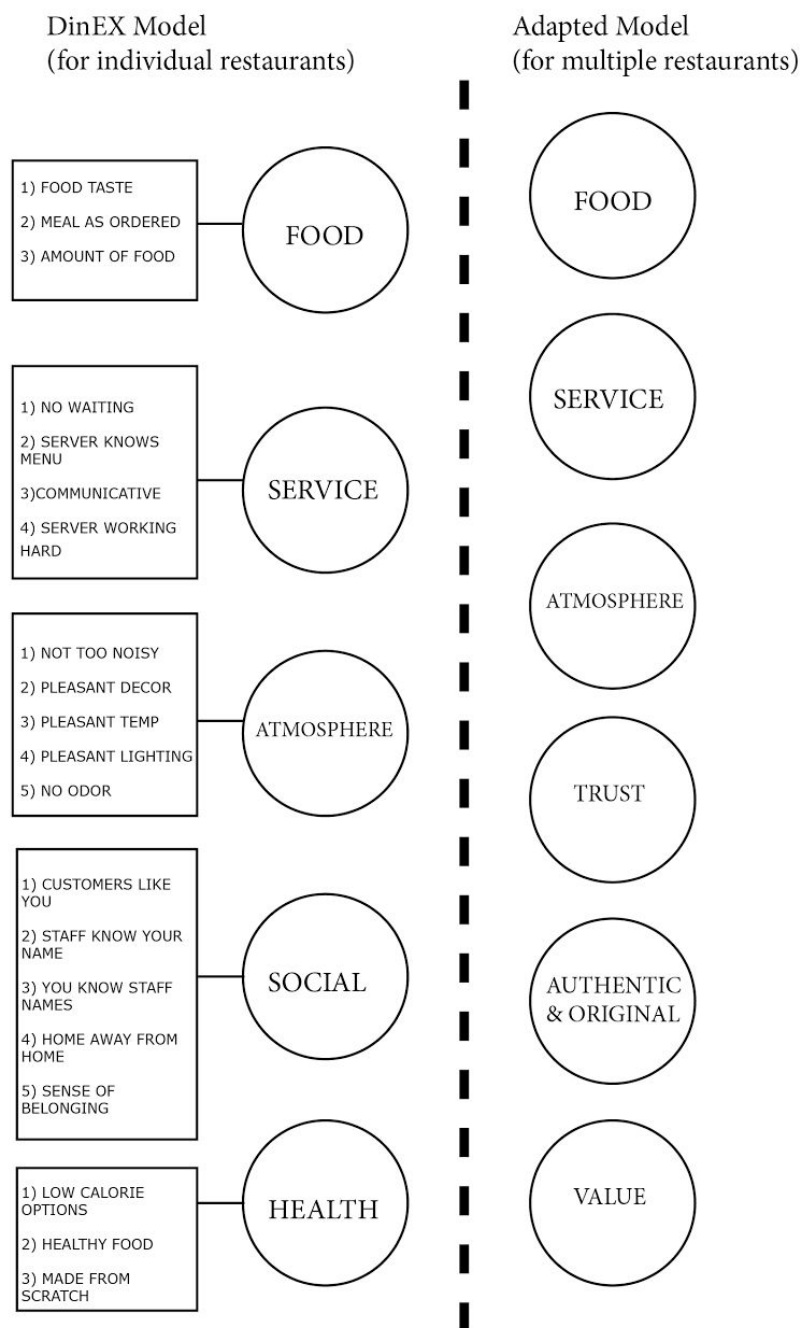 DinEX Model
(for individual restaurants)
1) FOOD TASTE
2) MEAL AS ORDERED
3) AMOUNT OF FOOD
FOOD
1) NO WAITING
2) SERVER KNOWS
MENU
3)COMMUNICATIVE
4) SERVER WORKING
HARD
SERVICE
1) NOT TOO NOISY
2) PLEASANT DECOR
3) PLEASANT TEMP
4) PLEASANT LIGHTING
5) NO ODOR
ATMOSPHERE
1) CUSTOMERS LIKE
YOU
2) STAFF KNOW YOUR
NAME
3) YOU KNOW STAFF
NAMES
4) HOME AWAY FROM
HOME
5) SENSE OF
BELONGING
SOCIAL
1) LOW CALORIE
OPTIONS
2) HEALTHY FOOD
3) MADE FROM
SCRATCH
HEALTH
Adapted Model
(for multiple restaurants)
FOOD
SERVICE
ATMOSPHERE
TRUST
AUTHENTIC
& ORIGINAL
VALUE